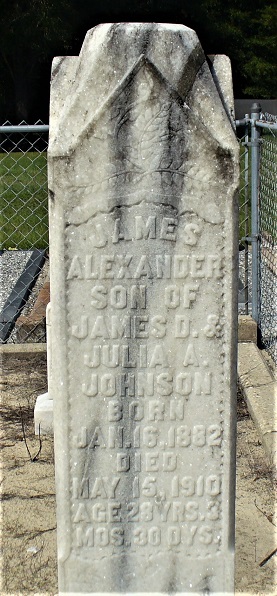 JAMES
ALEXANDER
SON OF
JAMES D. &
JULIA A.
JOHNSON
BORN
JAN. 16, 1882
DIED
MAY 15, 1910
AGE 28 YRS. 3
MOS. 30 DYS.